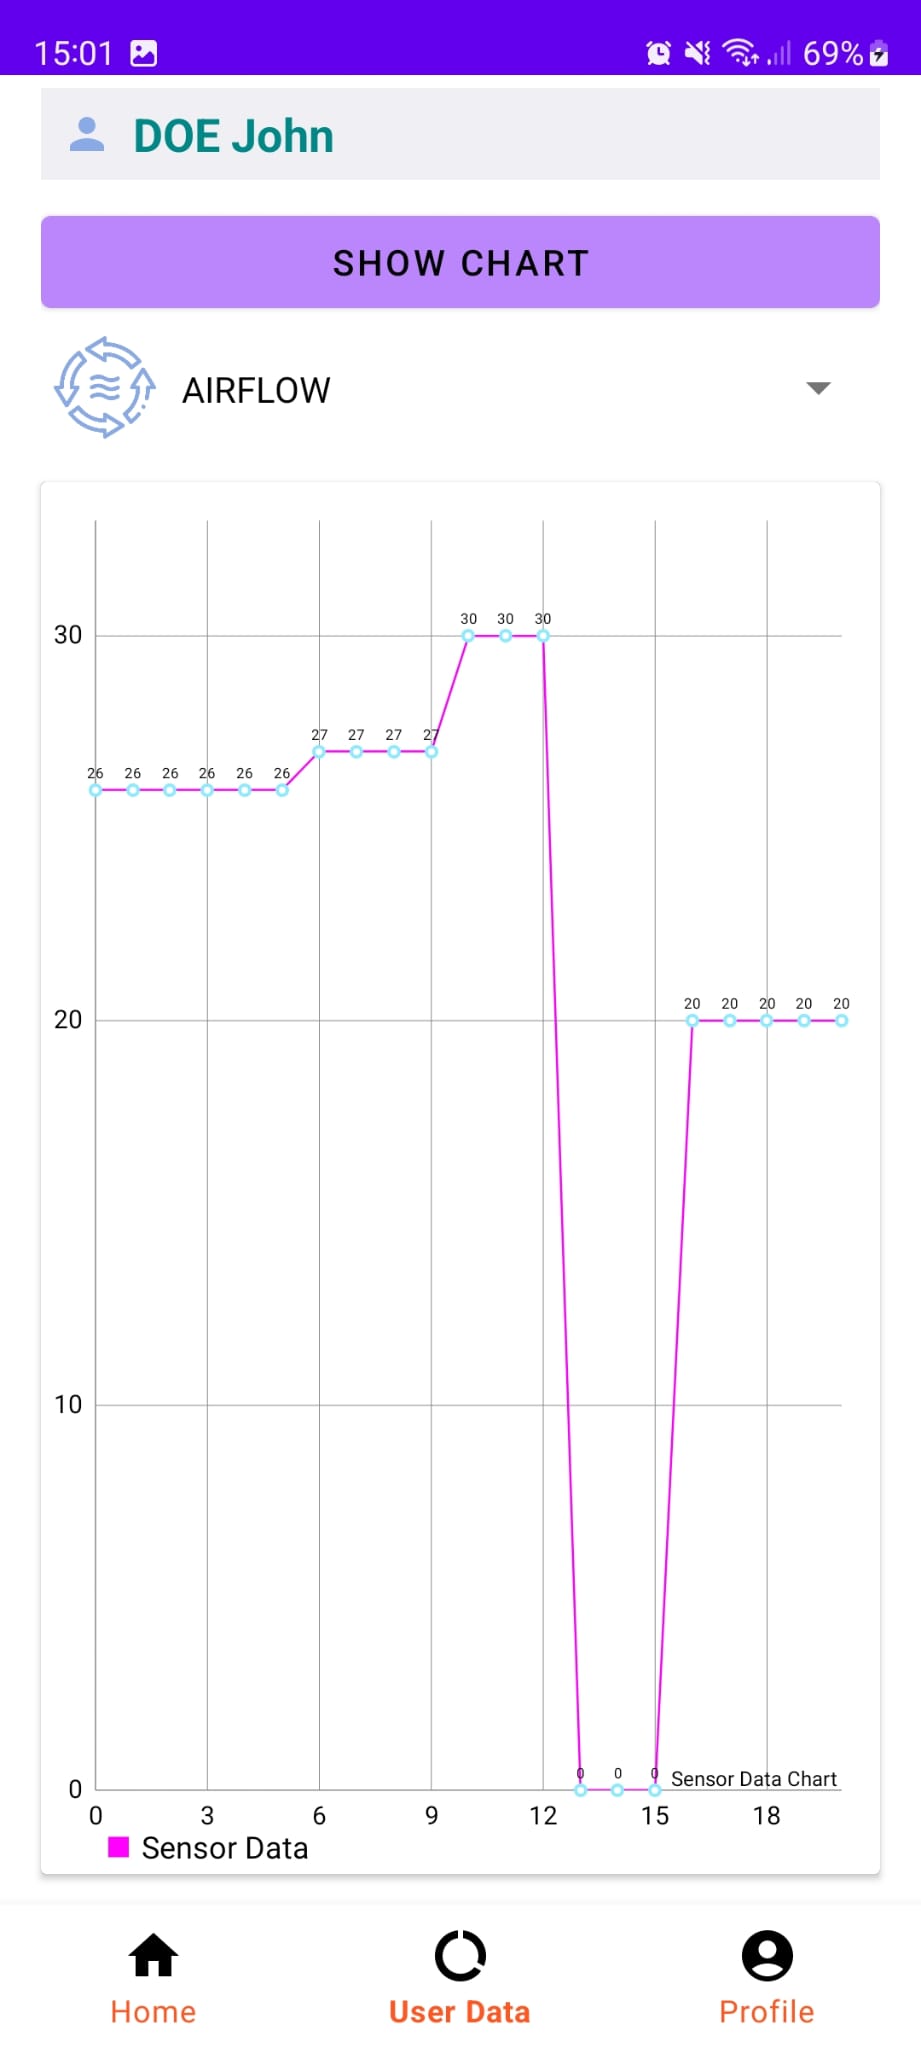 15:01 69%
DOE John
SHOW CHART
AIRFLOW
30 30 30
30
27 27 27 27
26 26 26 26 26 26
20 20 20 20 20
20
10
0 0 0
Sensor Data Chart
0
0 3 6 9 12 15 18
Sensor Data
Home User Data Profile